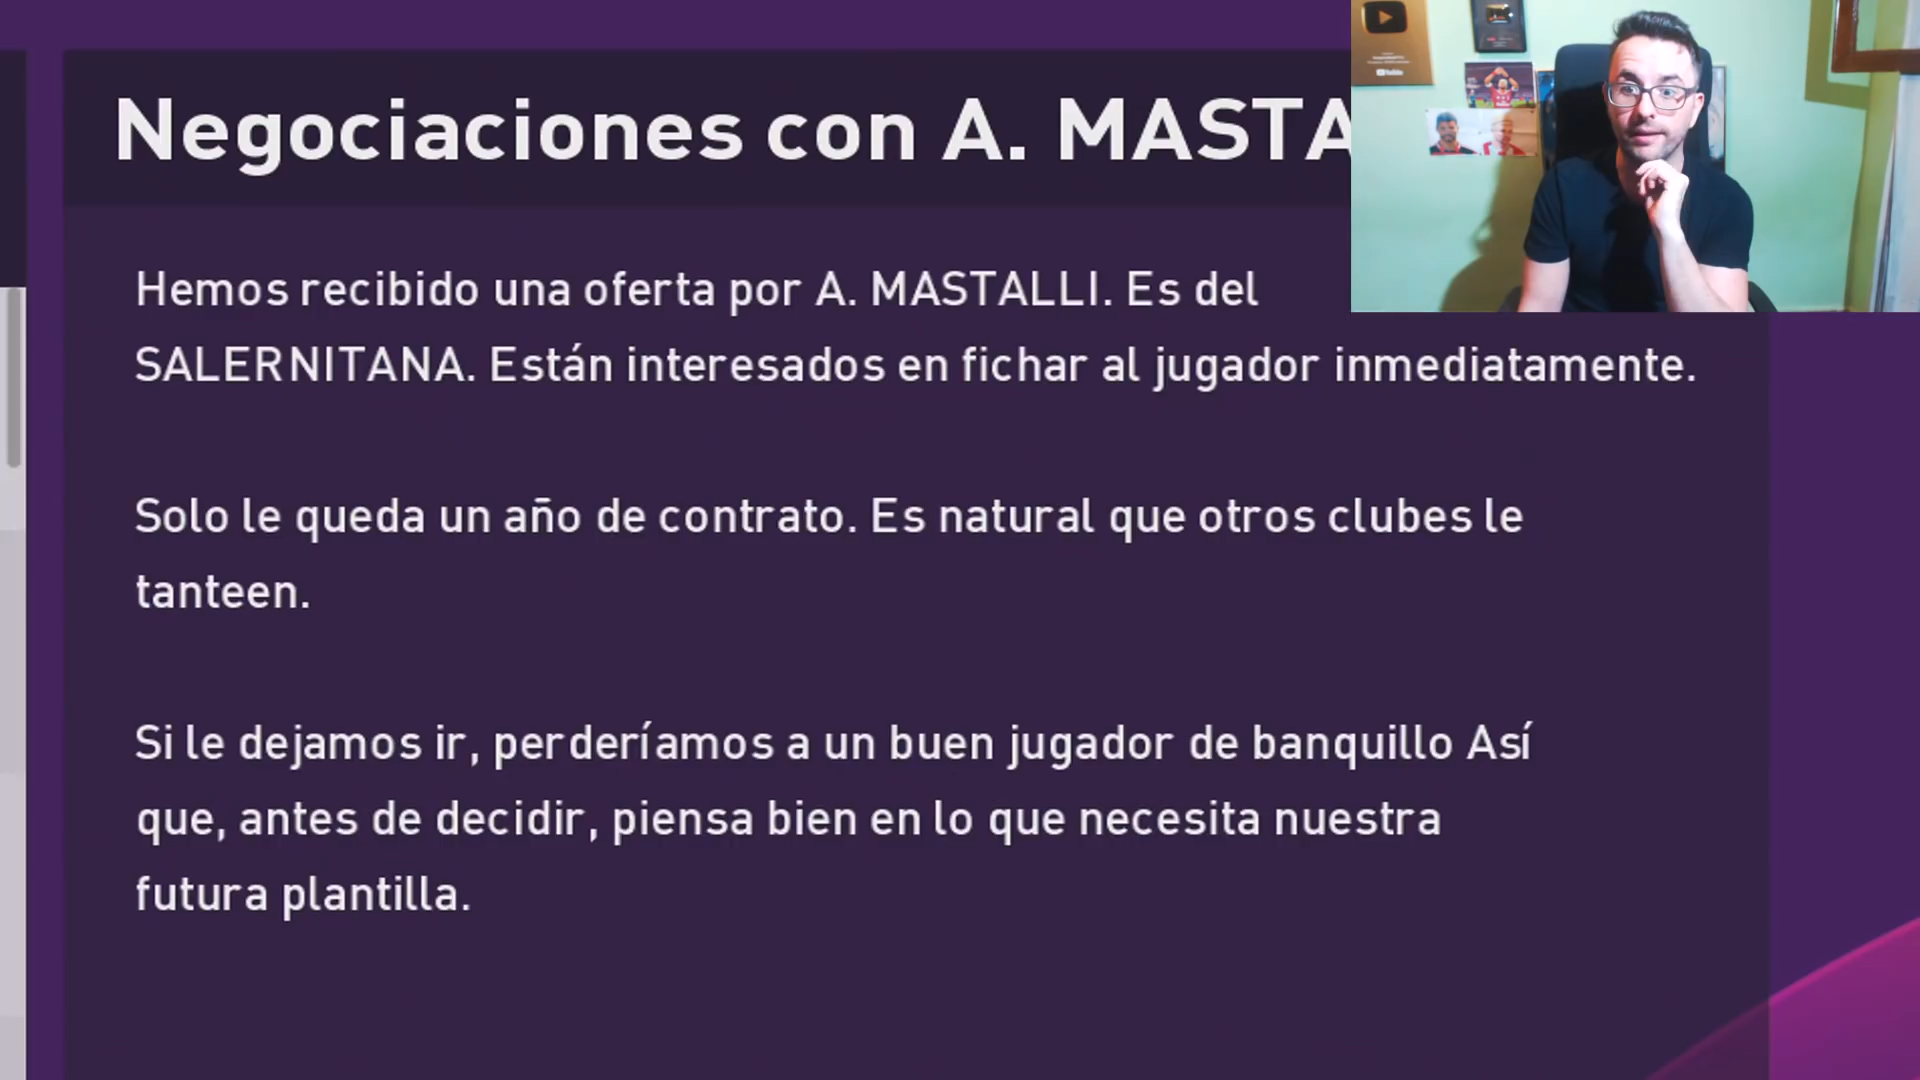 Negociaciones con A. MASTA
Hemos recibido una oferta por A. MASTALLI. Es del
SALERNITANA. Están interesados en fichar al jugador inmediatamente.
Solo le queda un año de contrato. Es natural que otros clubes le
tanteen.
Si le dejamos ir, perderíamos a un buen jugador de banquillo Así
que, antes de decidir, piensa bien en lo que necesita nuestra
futura plantilla.
YouTube